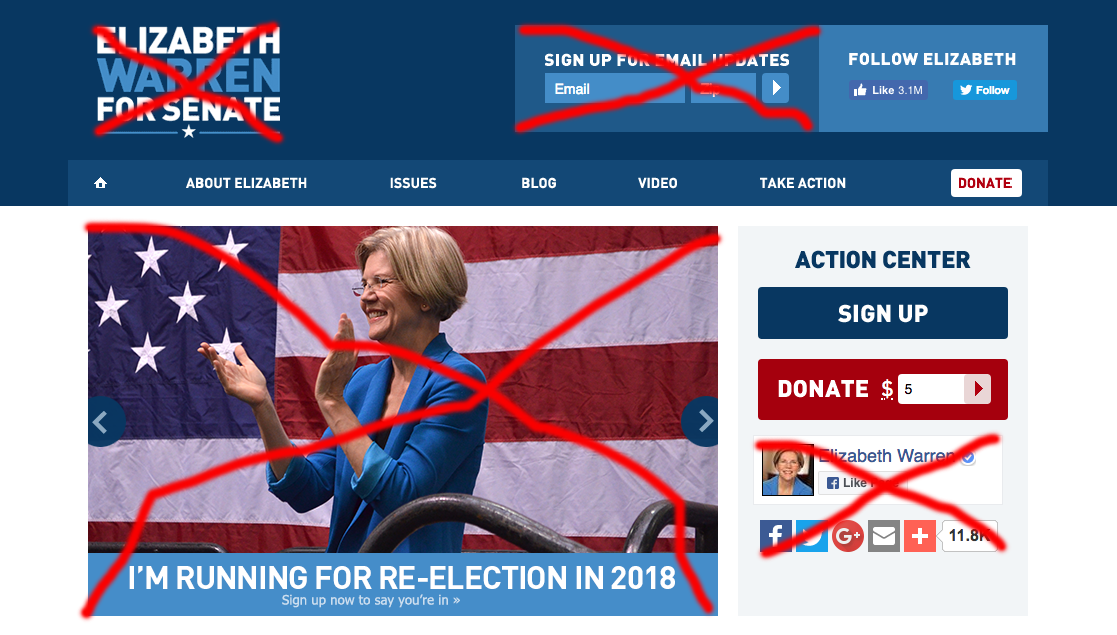 ELIZABETH
WARREN
FOR SENATE
SIGN UP FOR EMAIL UPDATES
Email
Zip
FOLLOW ELIZABETH
Like 3.1M
Follow
ABOUT ELIZABETH
ISSUES
BLOG
VIDEO
TAKE ACTION
DONATE
I'M RUNNING FOR RE-ELECTION IN 2018
Sign up now to say you're in »
ACTION CENTER
SIGN UP
DONATE $ 5
Elizabeth Warren
Like
G+
11.8K